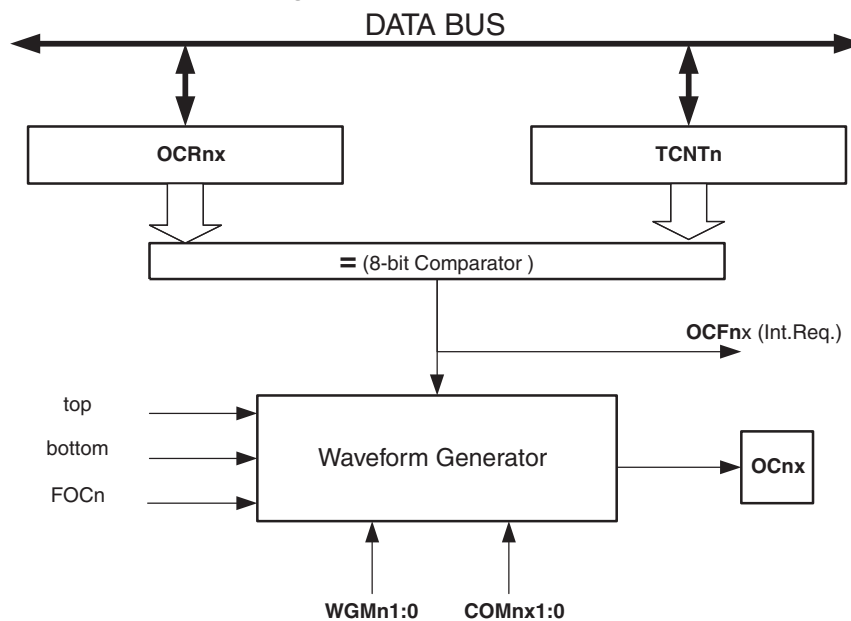 DATA BUS
OCRnx
TCNTn
= (8-bit Comparator )
OCFnx (Int.Req.)
top
bottom
FOCn
Waveform Generator
OCnx
WGMn1:0
COMnx1:0